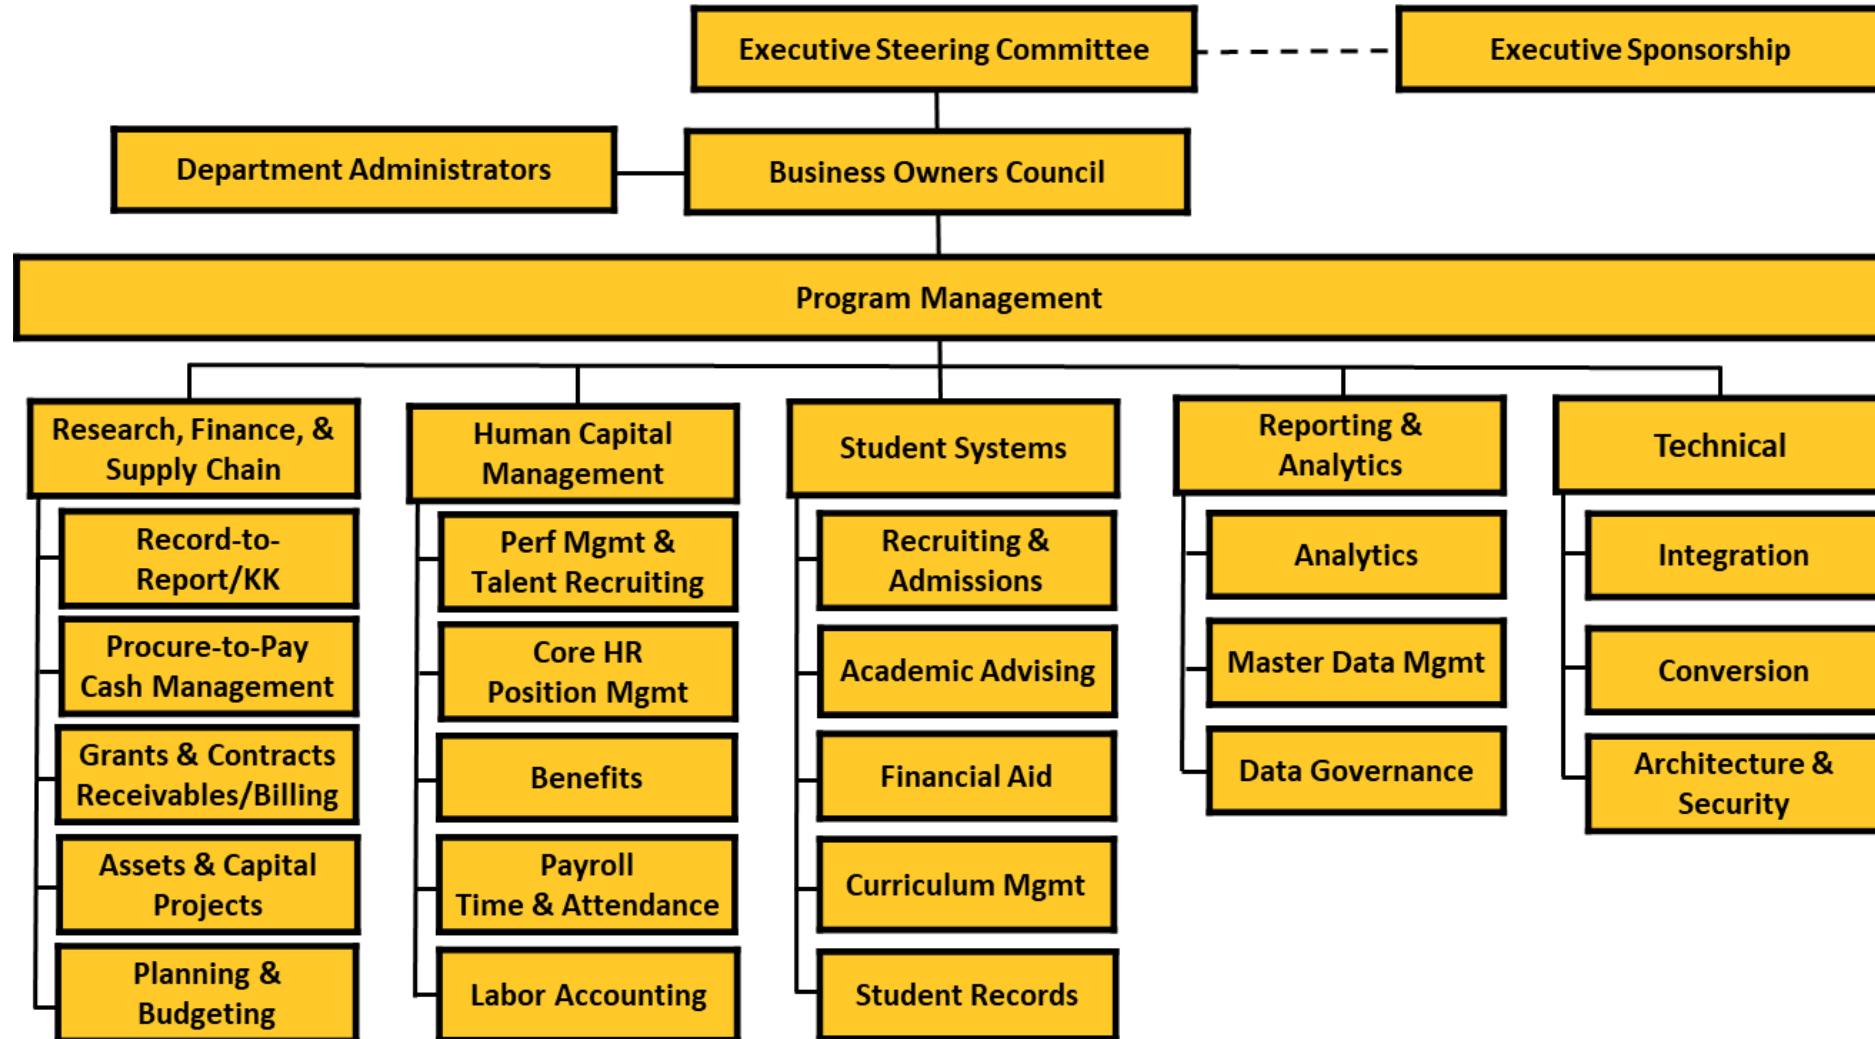 Executive Steering Committee
Executive Sponsorship
Department Administrators
Business Owners Council
Program Management
Research, Finance, &
Supply Chain
Record-to-
Report/KK
Procure-to-Pay
Cash Management
Grants & Contracts
Receivables/Billing
Assets & Capital
Projects
Planning &
Budgeting
Human Capital
Management
Perf Mgmt &
Talent Recruiting
Core HR
Position Mgmt
Benefits
Payroll
Time & Attendance
Labor Accounting
Student Systems
Recruiting &
Admissions
Academic Advising
Financial Aid
Curriculum Mgmt
Student Records
Reporting &
Analytics
Analytics
Master Data Mgmt
Data Governance
Technical
Integration
Conversion
Architecture &
Security